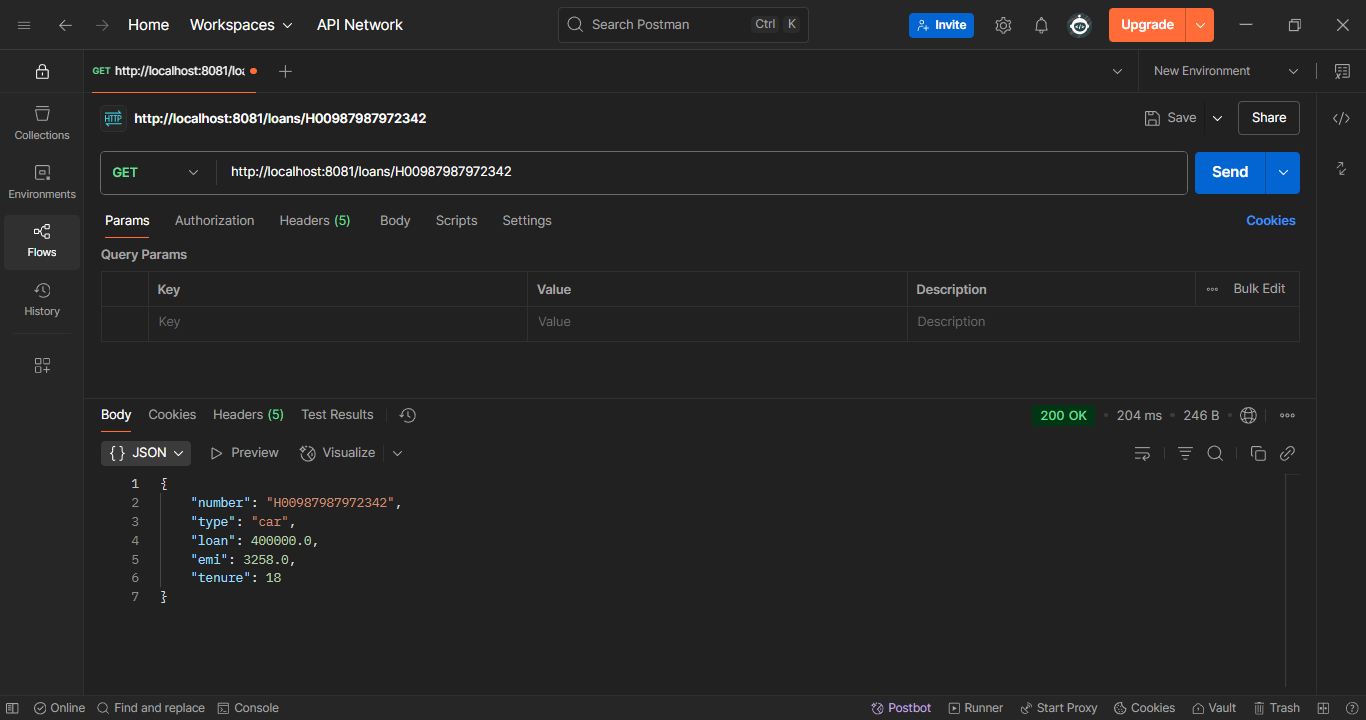 Home Workspaces API Network Search Postman Ctrl K Invite Upgrade
GET http://localhost:8081/loa New Environment
Collections
Environments
Flows
History
HTTP http://localhost:8081/loans/H00987987972342 Save Share
GET http://localhost:8081/loans/H00987987972342 Send
Params Authorization Headers (5) Body Scripts Settings Cookies
Query Params
Key Value Description Bulk Edit
Key Value Description
Body Cookies Headers (5) Test Results 200 OK 204 ms 246 B
{} JSON Preview Visualize
1 {
2 "number": "H00987987972342",
3 "type": "car",
4 "loan": 400000.0,
5 "emi": 3258.0,
6 "tenure": 18
7 }
Online Find and replace Console Postbot Runner Start Proxy Cookies Vault Trash